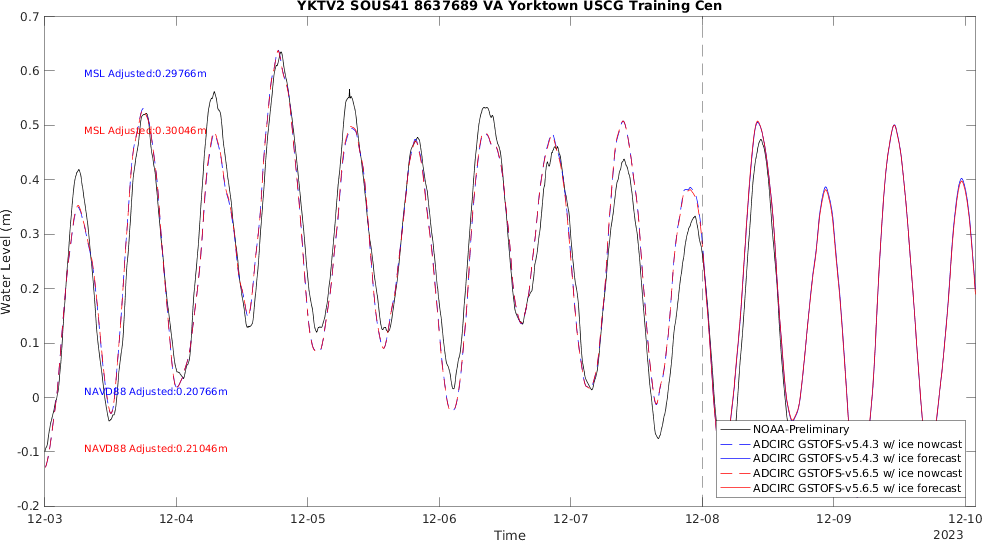 YKTV2 SOUS41 8637689 VA Yorktown USCG Training Cen
Water Level (m)
0.7
0.6
0.5
0.4
0.3
0.2
0.1
0
-0.1
-0.2
MSL Adjusted:0.29766m
MSL Adjusted:0.30046m
NAVD88 Adjusted:0.20766m
NAVD88 Adjusted:0.21046m
NOAA-Preliminary
ADCIRC GSTOFS-v5.4.3 w/ ice nowcast
ADCIRC GSTOFS-v5.4.3 w/ ice forecast
ADCIRC GSTOFS-v5.6.5 w/ ice nowcast
ADCIRC GSTOFS-v5.6.5 w/ ice forecast
12-03 12-04 12-05 12-06 12-07 12-08 12-09 12-10
Time
2023